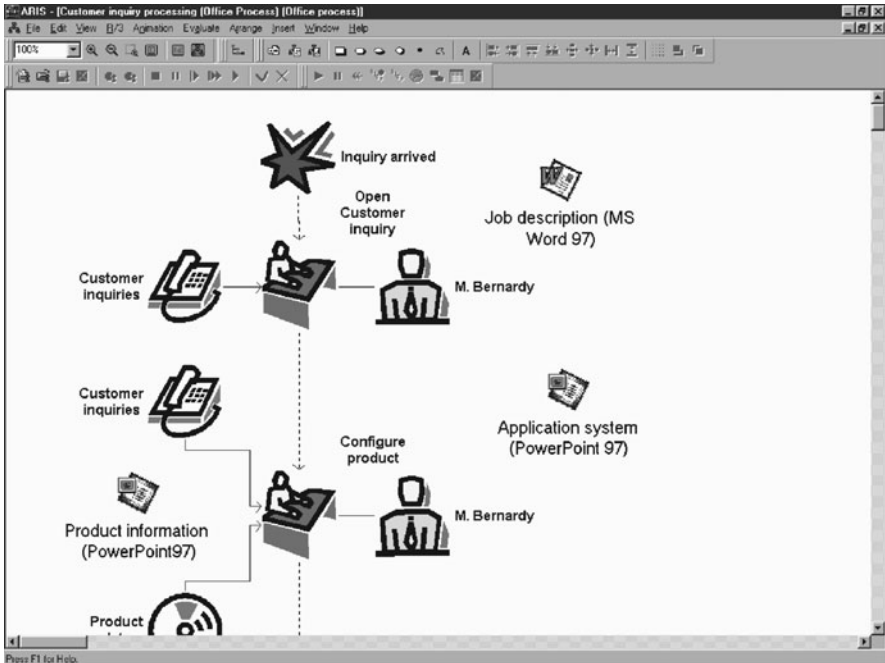 ARIS - [Customer inquiry processing (Office Process) (Office process)]
File Edit View R/3 Animation Evaluate Arrange Insert Window Help
100%
A
Inquiry arrived
Open
Customer
inquiry
Job description (MS
Word 97)
Customer
inquiries
M. Bernardy
Customer
inquiries
Application system
(PowerPoint 97)
Configure
product
Product information
(PowerPoint97)
M. Bernardy
Product
Press F1 for Help.